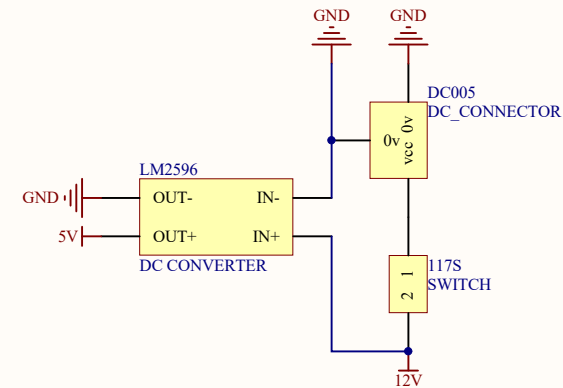 GND
GND
DC005
DC_CONNECTOR
0v
vcc 0v
LM2596
GND
OUT-
IN-
5V
OUT+
IN+
DC CONVERTER
117S
SWITCH
2 1
12V